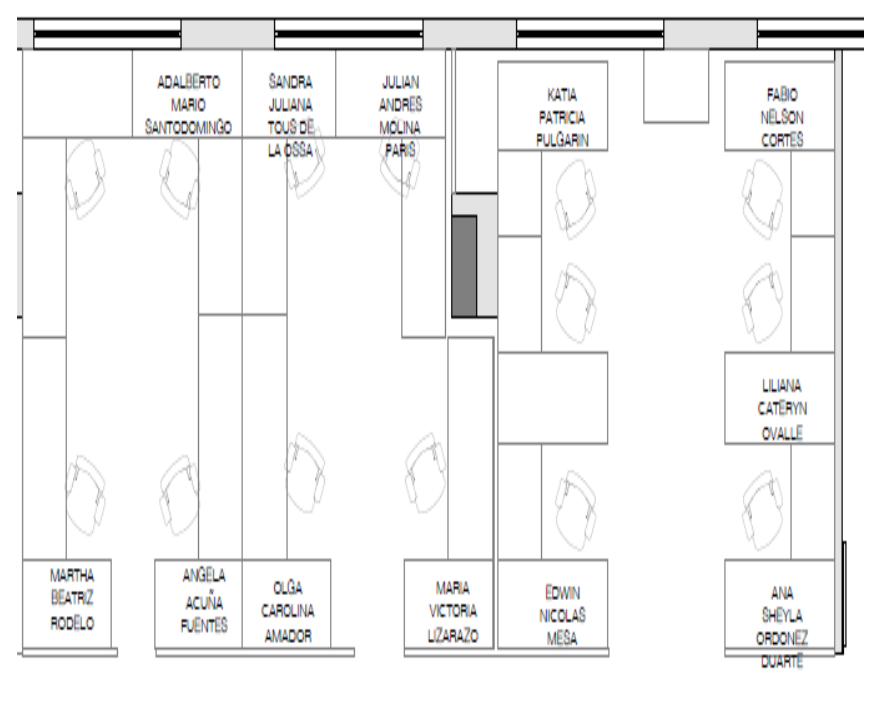 ADALBERTO
MARIO
SANTODOMINGO
SANDRA
JULIANA
TOUS DE
LA OSSA
JULIAN
ANDRES
MOLINA
PARIS
KATIA
PATRICIA
PULGARIN
FABIO
NELSON
CORTES
LILIANA
CATERYN
OVALLE
MARTHA
BEATRIZ
RODELO
ANGELA
ACUÑA
FUENTES
OLGA
CAROLINA
AMADOR
MARIA
VICTORIA
LIZARAZO
EDWIN
NICOLAS
MESA
ANA
SHEYLA
ORDONEZ
DUARTE